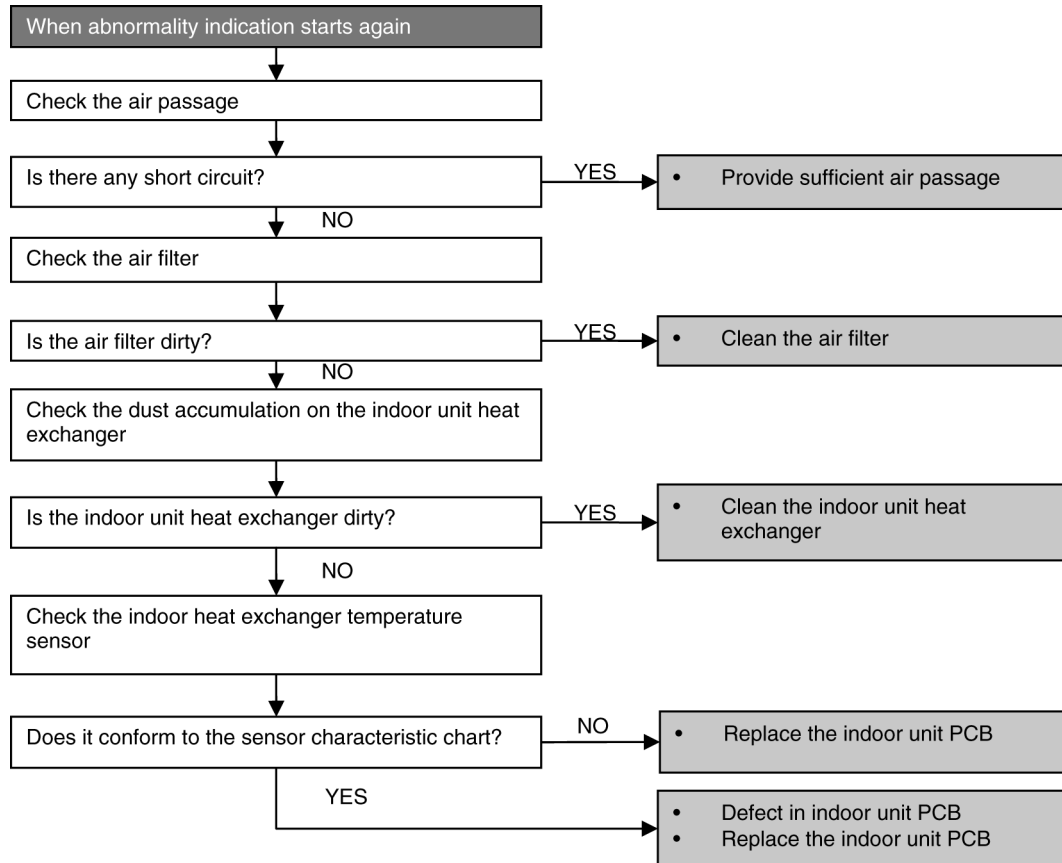 When abnormality indication starts again
Check the air passage
Is there any short circuit?
YES
• Provide sufficient air passage
NO
Check the air filter
Is the air filter dirty?
YES
• Clean the air filter
NO
Check the dust accumulation on the indoor unit heat
exchanger
Is the indoor unit heat exchanger dirty?
YES
• Clean the indoor unit heat
exchanger
NO
Check the indoor heat exchanger temperature
sensor
Does it conform to the sensor characteristic chart?
NO
• Replace the indoor unit PCB
YES
• Defect in indoor unit PCB
• Replace the indoor unit PCB